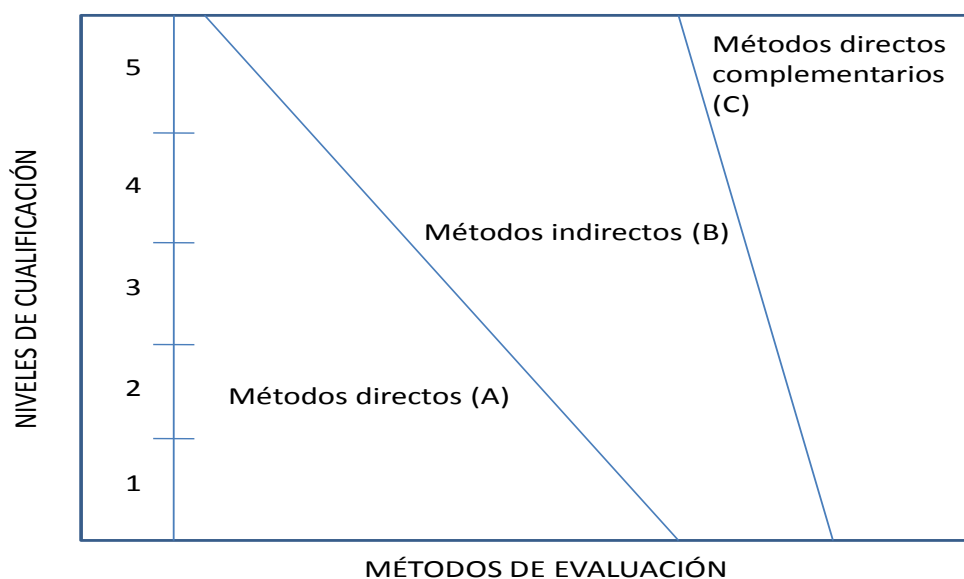 NIVELES DE CUALIFICACIÓN
5
4
3
2
1
Métodos directos
complementarios
(C)
Métodos indirectos (B)
Métodos directos (A)
MÉTODOS DE EVALUACIÓN